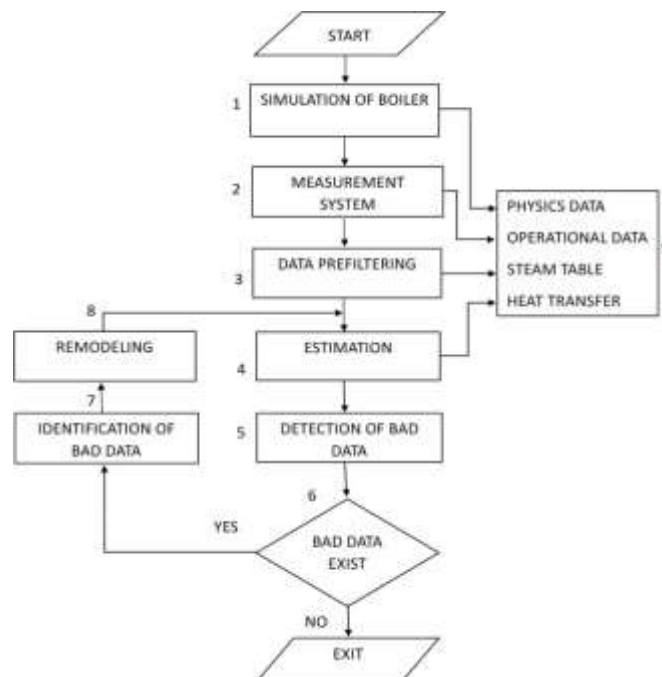 START
1
SIMULATION OF BOILER
2
MEASUREMENT
SYSTEM
PHYSICS DATA
OPERATIONAL DATA
STEAM TABLE
HEAT TRANSFER
3
DATA PREFILTERING
8
REMODELING
ESTIMATION
4
7
IDENTIFICATION OF
BAD DATA
5
DETECTION OF BAD
DATA
6
YES
BAD DATA
EXIST
NO
EXIT